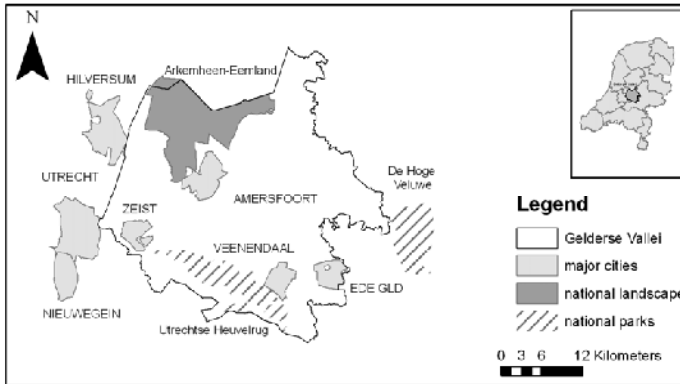 N
Arkemheen-Eemland
HILVERSUM
De Hoge
Veluwe
UTRECHT
AMERSFOORT
ZEIST
VEENENDAAL
EDE GLD
NIEUWEGEIN
Utrechtse Heuvelrug
Legend
Gelderse Vallei
major cities
national landscape
national parks
0 3 6 12 Kilometers